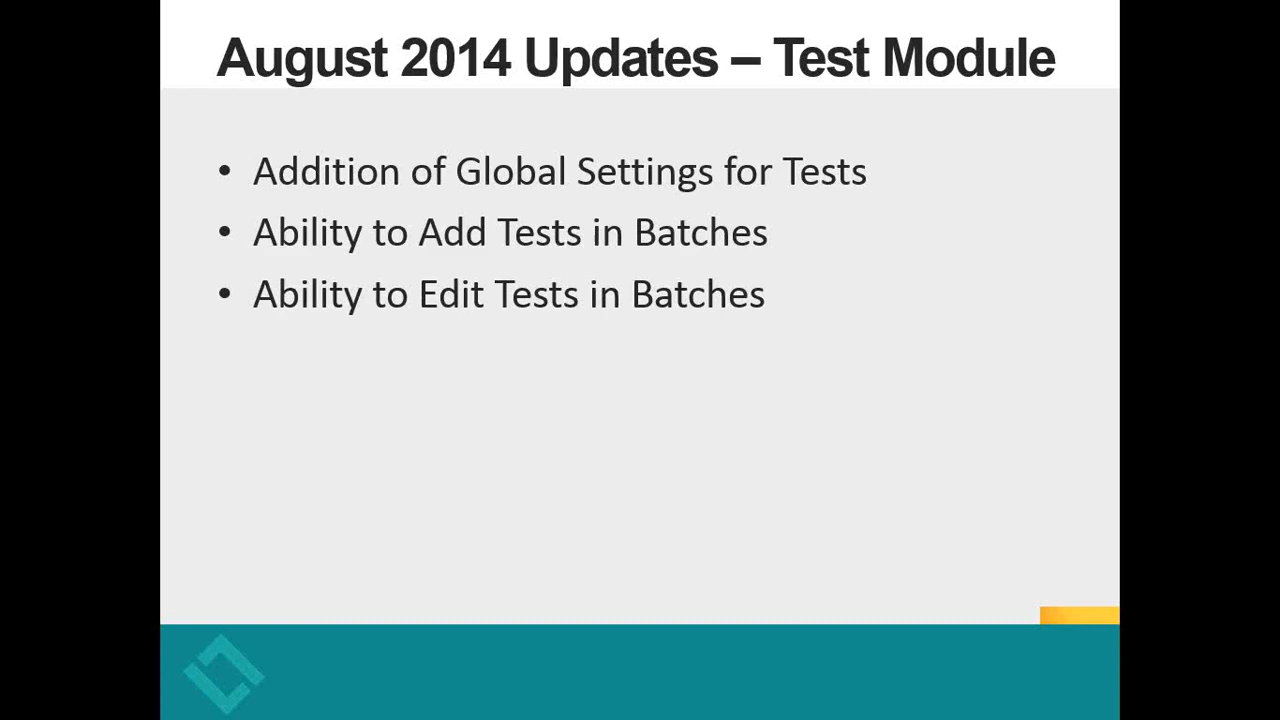 August 2014 Updates – Test Module
• Addition of Global Settings for Tests
• Ability to Add Tests in Batches
• Ability to Edit Tests in Batches